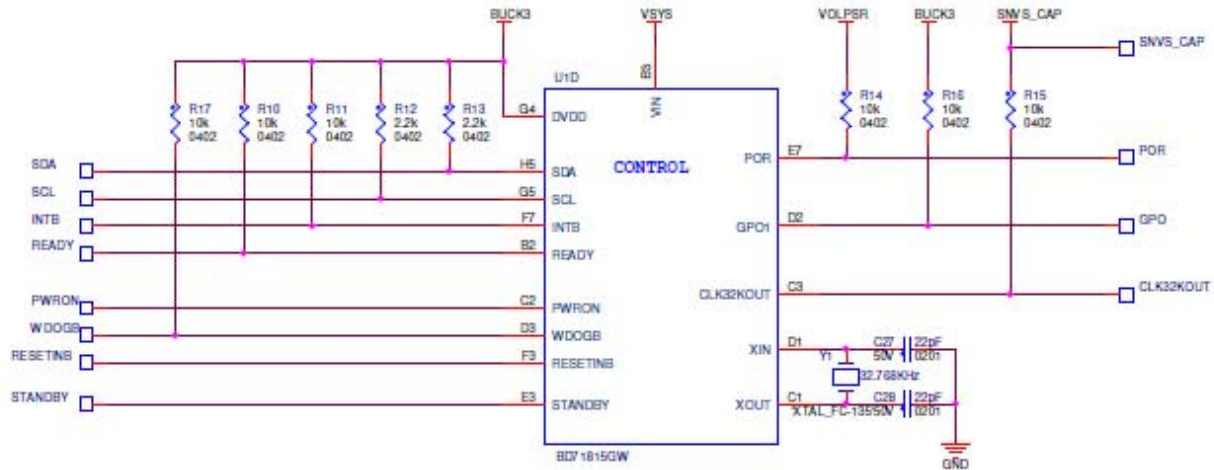 BUCK3
VSYS
VOLPSR
BUCK3
SNVS_CAP
SNVS_CAP
U1D
B3
VIN
R17
10k
0402
R10
10k
0402
R11
10k
0402
R12
2.2k
0402
R13
2.2k
0402
R14
10k
0402
R16
10k
0402
R15
10k
0402
G4
DVDD
CONTROL
SDA
H5
SDA
SCL
G5
SCL
INTB
F7
INTB
READY
B2
READY
PWRON
C2
PWRON
WDOGB
D3
WDOGB
RESETINB
F3
RESETINB
STANDBY
E3
STANDBY
POR
E7
POR
GPO1
D2
GPO
CLK32KOUT
C3
CLK32KOUT
XIN
D1
C27
50V
22pF
0201
Y1
32.768KHz
XOUT
C1
XTAL_FC-135
C28
50V
22pF
0201
BD71815GW
GND